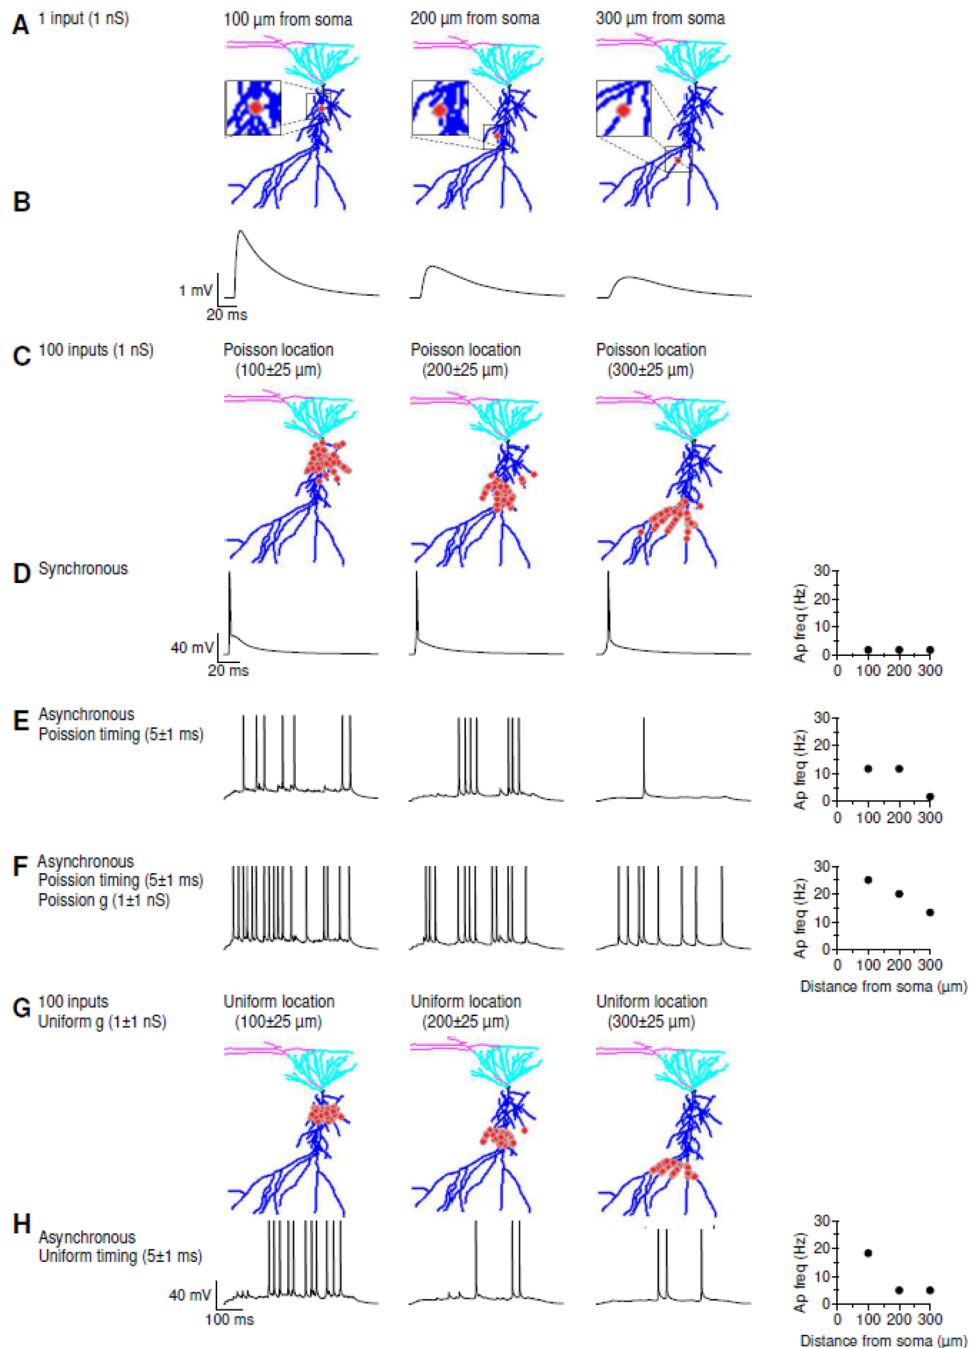 A 1 input (1 nS)
100 µm from soma
200 µm from soma
300 µm from soma
B
1 mV
20 ms
C 100 inputs (1 nS)
Poisson location
(100±25 µm)
Poisson location
(200±25 µm)
Poisson location
(300±25 µm)
D Synchronous
40 mV
20 ms
Ap freq (Hz)
30
20
10
0
0 100 200 300
E Asynchronous
Poission timing (5±1 ms)
Ap freq (Hz)
30
20
10
0
0 100 200 300
F Asynchronous
Poission timing (5±1 ms)
Poission g (1±1 nS)
Ap freq (Hz)
30
20
10
0
0 100 200 300
Distance from soma (µm)
G 100 inputs
Uniform g (1±1 nS)
Uniform location
(100±25 µm)
Uniform location
(200±25 µm)
Uniform location
(300±25 µm)
H Asynchronous
Uniform timing (5±1 ms)
40 mV
100 ms
Ap freq (Hz)
30
20
10
0
0 100 200 300
Distance from soma (µm)